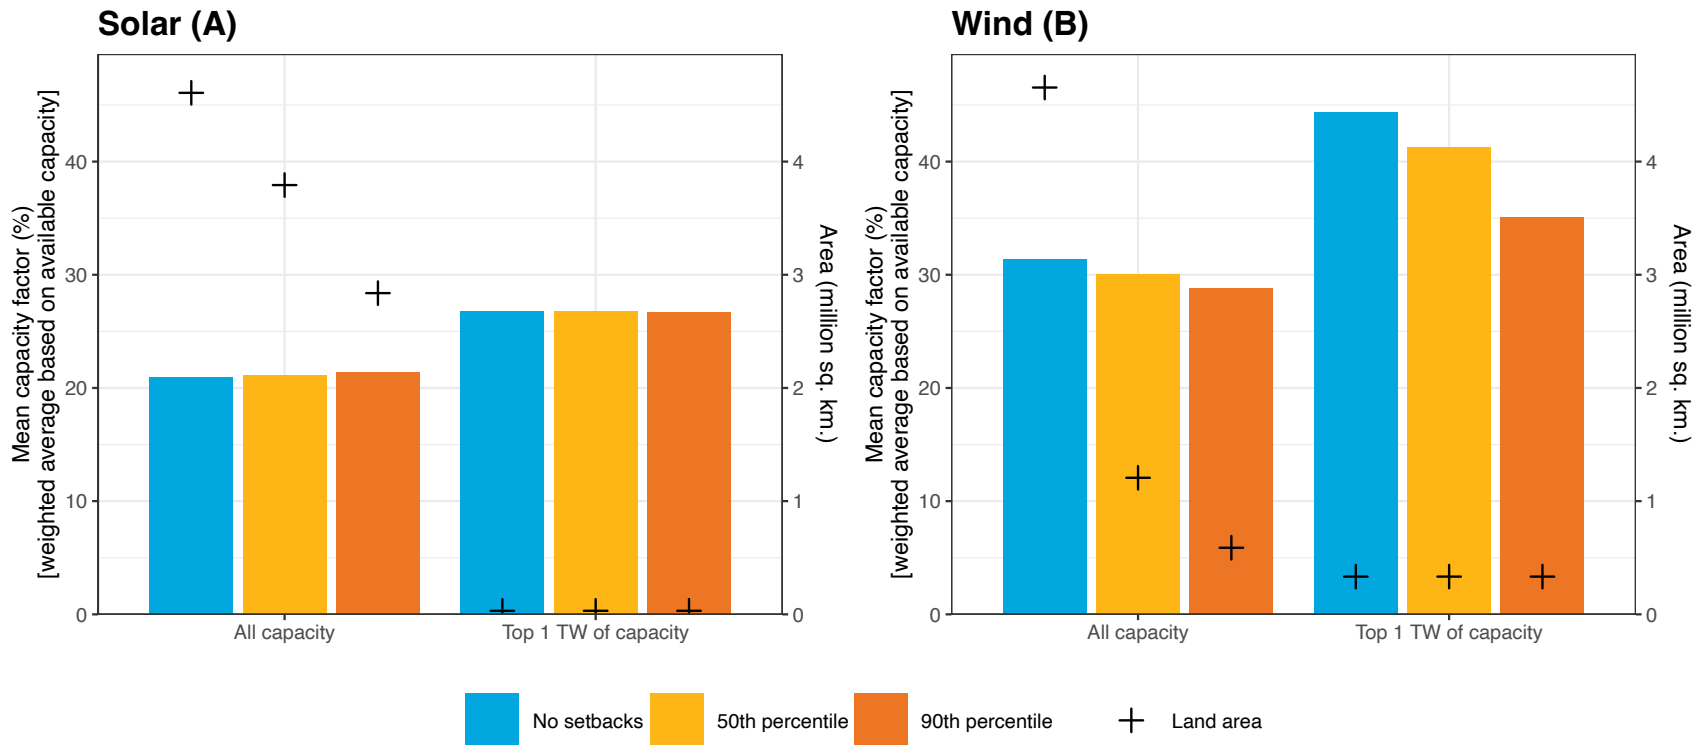 Solar (A)
Wind (B)
Mean capacity factor (%)
[weighted average based on available capacity]
40
30
20
10
0
4
3
2
1
0
Area (million sq. km.)
All capacity
Top 1 TW of capacity
Mean capacity factor (%)
[weighted average based on available capacity]
40
30
20
10
0
4
3
2
1
0
Area (million sq. km.)
All capacity
Top 1 TW of capacity
No setbacks
50th percentile
90th percentile
Land area